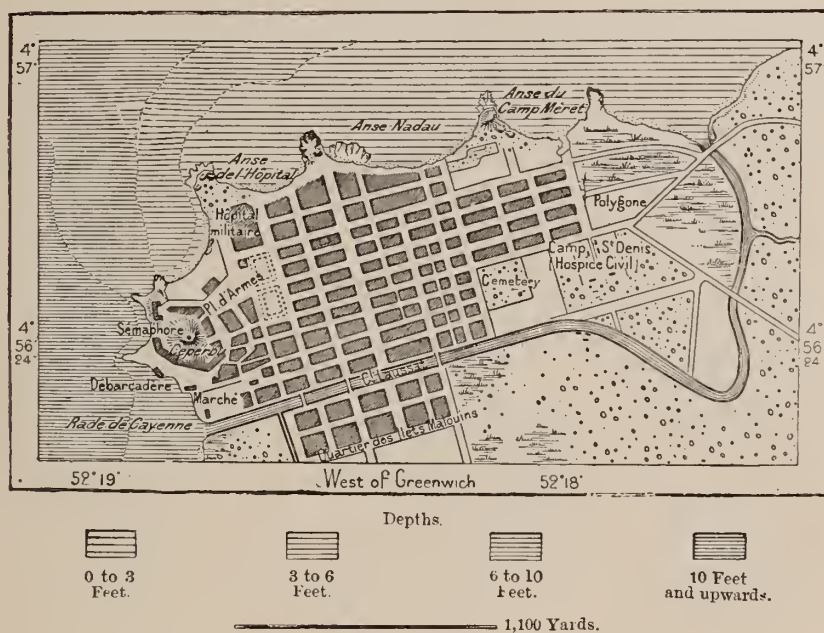 4°
57'
4°
57'
Anse du
Camp Méret
Anse Nadau
Anse
del'Hôpital
Hôpital
militaire
Polygone
Camp St Denis
Hospice Civil
Cemetery
Pl. d'Armes
Sémaphore
Ceperou
4°
56
24"
4°
56
24"
Débarcadère
Marché
C. Laussat
Rade de Cayenne
Quartier des Ilets Malouins
52° 19'
West of Greenwich
52° 18'
Depths.
0 to 3
Feet.
3 to 6
Feet.
6 to 10
Feet.
10 Feet
and upwards.
1,100 Yards.